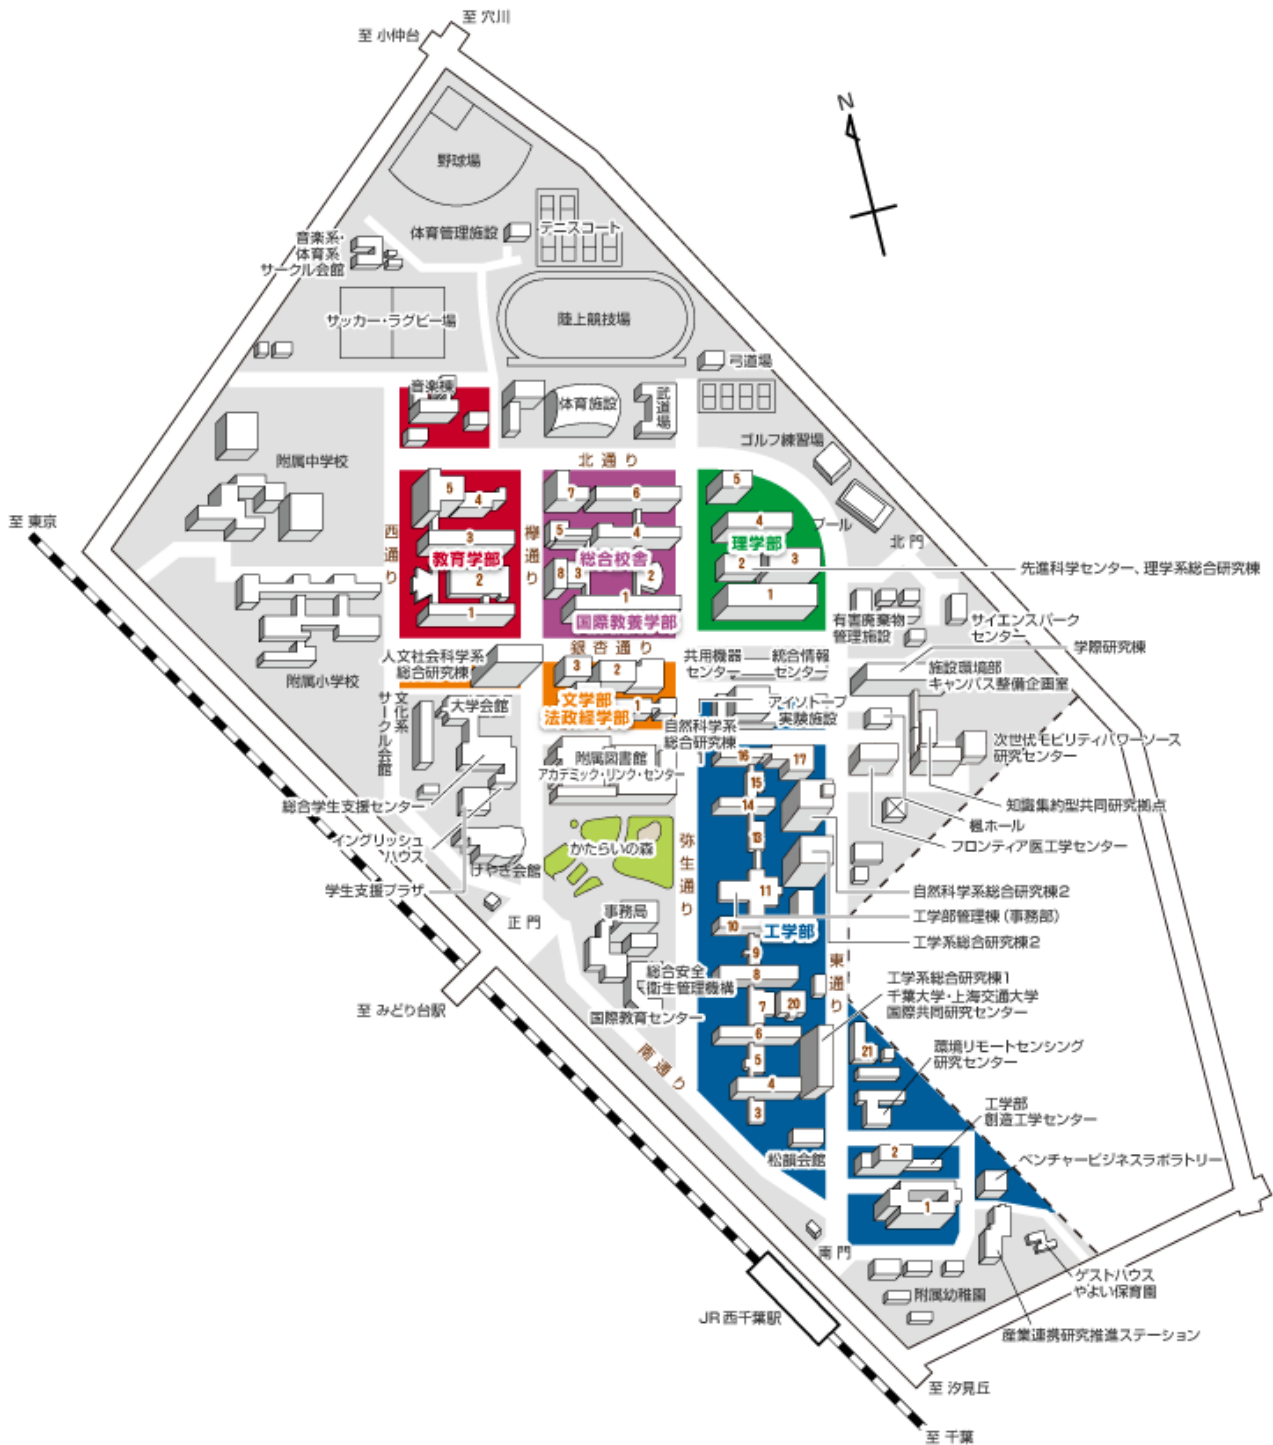 至 穴川
至 小仲台
N
野球場
体育管理施設
テニスコート
音楽系・
体育系
サークル会館
サッカー・ラグビー場
陸上競技場
弓道場
音楽棟
体育施設
武道場
ゴルフ練習場
北通り
附属中学校
至 東京
西通り
5
4
3
教育学部
2
1
欅通り
7
6
5
4
総合校舎
8
3
2
1
国際教養学部
5
4
理学部
3
2
1
プール
北門
先進科学センター、理学系総合研究棟
有害廃棄物
管理施設
サイエンスパーク
センター
学際研究棟
銀杏通り
人文社会科学系
総合研究棟
共用機器
センター
統合情報
センター
施設環境部
キャンパス整備企画室
附属小学校
文化系
サークル会館
大学会館
3
2
1
文学部
法政経学部
アイソトープ
実験施設
自然科学系
総合研究棟
1
附属図書館
アカデミック・リンク・センター
次世代モビリティパワーソース
研究センター
16
17
15
14
13
11
10
9
8
7
20
6
5
4
3
工学部
総合学生支援センター
イングリッシュ
ハウス
けやき会館
学生支援プラザ
かたらいの森
弥生通り
知識集約型共同研究拠点
楓ホール
フロンティア医工学センター
自然科学系総合研究棟2
工学部管理棟（事務部）
工学系総合研究棟2
正門
事務局
総合安全
衛生管理機構
国際教育センター
東通り
工学系総合研究棟1
千葉大学・上海交通大学
国際共同研究センター
至 みどり台駅
南通り
21
環境リモートセンシング
研究センター
工学部
創造工学センター
松韻会館
2
ベンチャービジネスラボラトリー
1
南門
附属幼稚園
ゲストハウス
やよい保育園
JR西千葉駅
産業連携研究推進ステーション
至 汐見丘
至 千葉